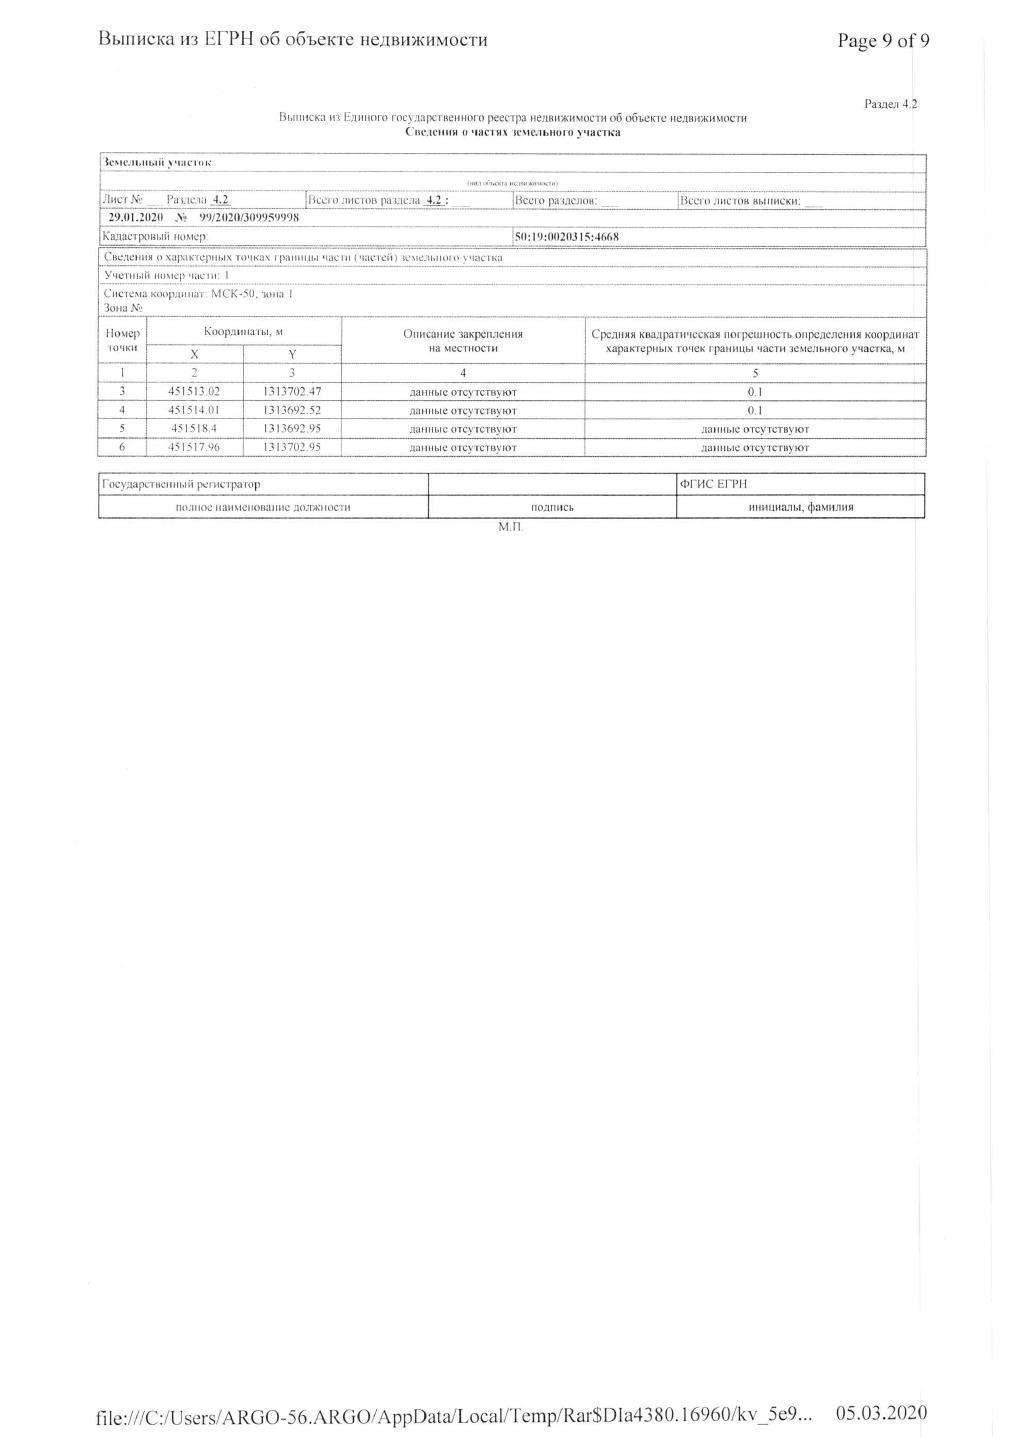 Выписка из ЕГРН об объекте недвижимости Page 9 of 9
Раздел 4.2
Выписка из Единого государственного реестра недвижимости об объекте недвижимости
Сведения о частях земельного участка
Земельный участок
(вид объекта недвижимости)
Лист № ___ Раздела 4.2 Всего листов раздела 4.2 : ___ Всего разделов: ___ Всего листов выписки: ___
29.01.2020 № 99/2020/309959998
Кадастровый номер: 50:19:0020315:4668
Сведения о характерных точках границы части (частей) земельного участка
Учетный номер части: 1
Система координат: МСК-50, зона 1
Зона №
Номер точки Координаты, м Описание закрепления на местности Средняя квадратическая погрешность определения координат характерных точек границы части земельного участка, м
X Y
1 2 3 4 5
3 451513.02 1313702.47 данные отсутствуют 0.1
4 451514.01 1313692.52 данные отсутствуют 0.1
5 451518.4 1313692.95 данные отсутствуют данные отсутствуют
6 451517.96 1313702.95 данные отсутствуют данные отсутствуют
Государственный регистратор ФГИС ЕГРН
полное наименование должности подпись инициалы, фамилия
М.П.
file:///C:/Users/ARGO-56.ARGO/AppData/Local/Temp/Rar$DIa4380.16960/kv_5e9... 05.03.2020